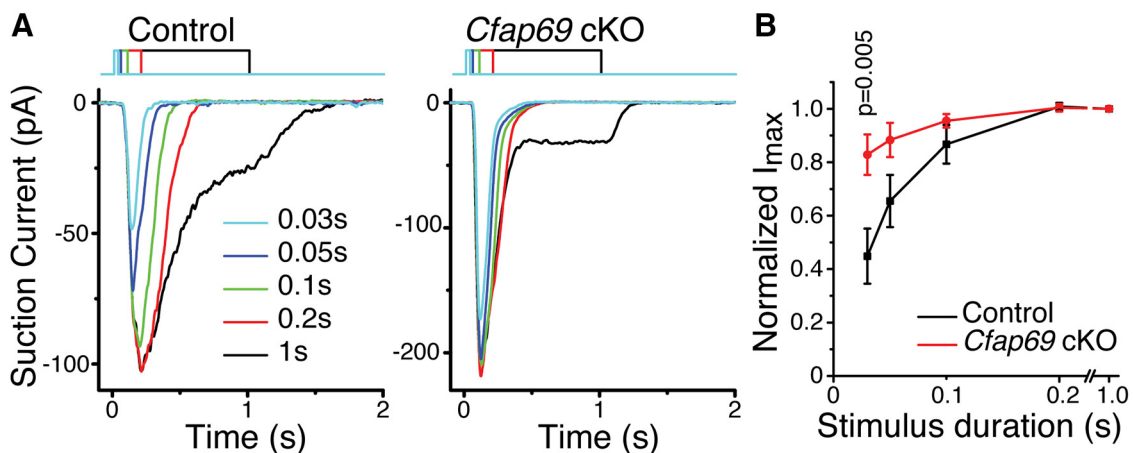 A
Control
Cfap69 cKO
Suction Current (pA)
0
-50
-100
0.03s
0.05s
0.1s
0.2s
1s
0
1
2
Time (s)
0
-100
-200
0
1
2
Time (s)
B
p=0.005
Normalized Imax
1.0
0.8
0.6
0.4
0.2
0
Control
Cfap69 cKO
0
0.1
0.2
1.0
Stimulus duration (s)